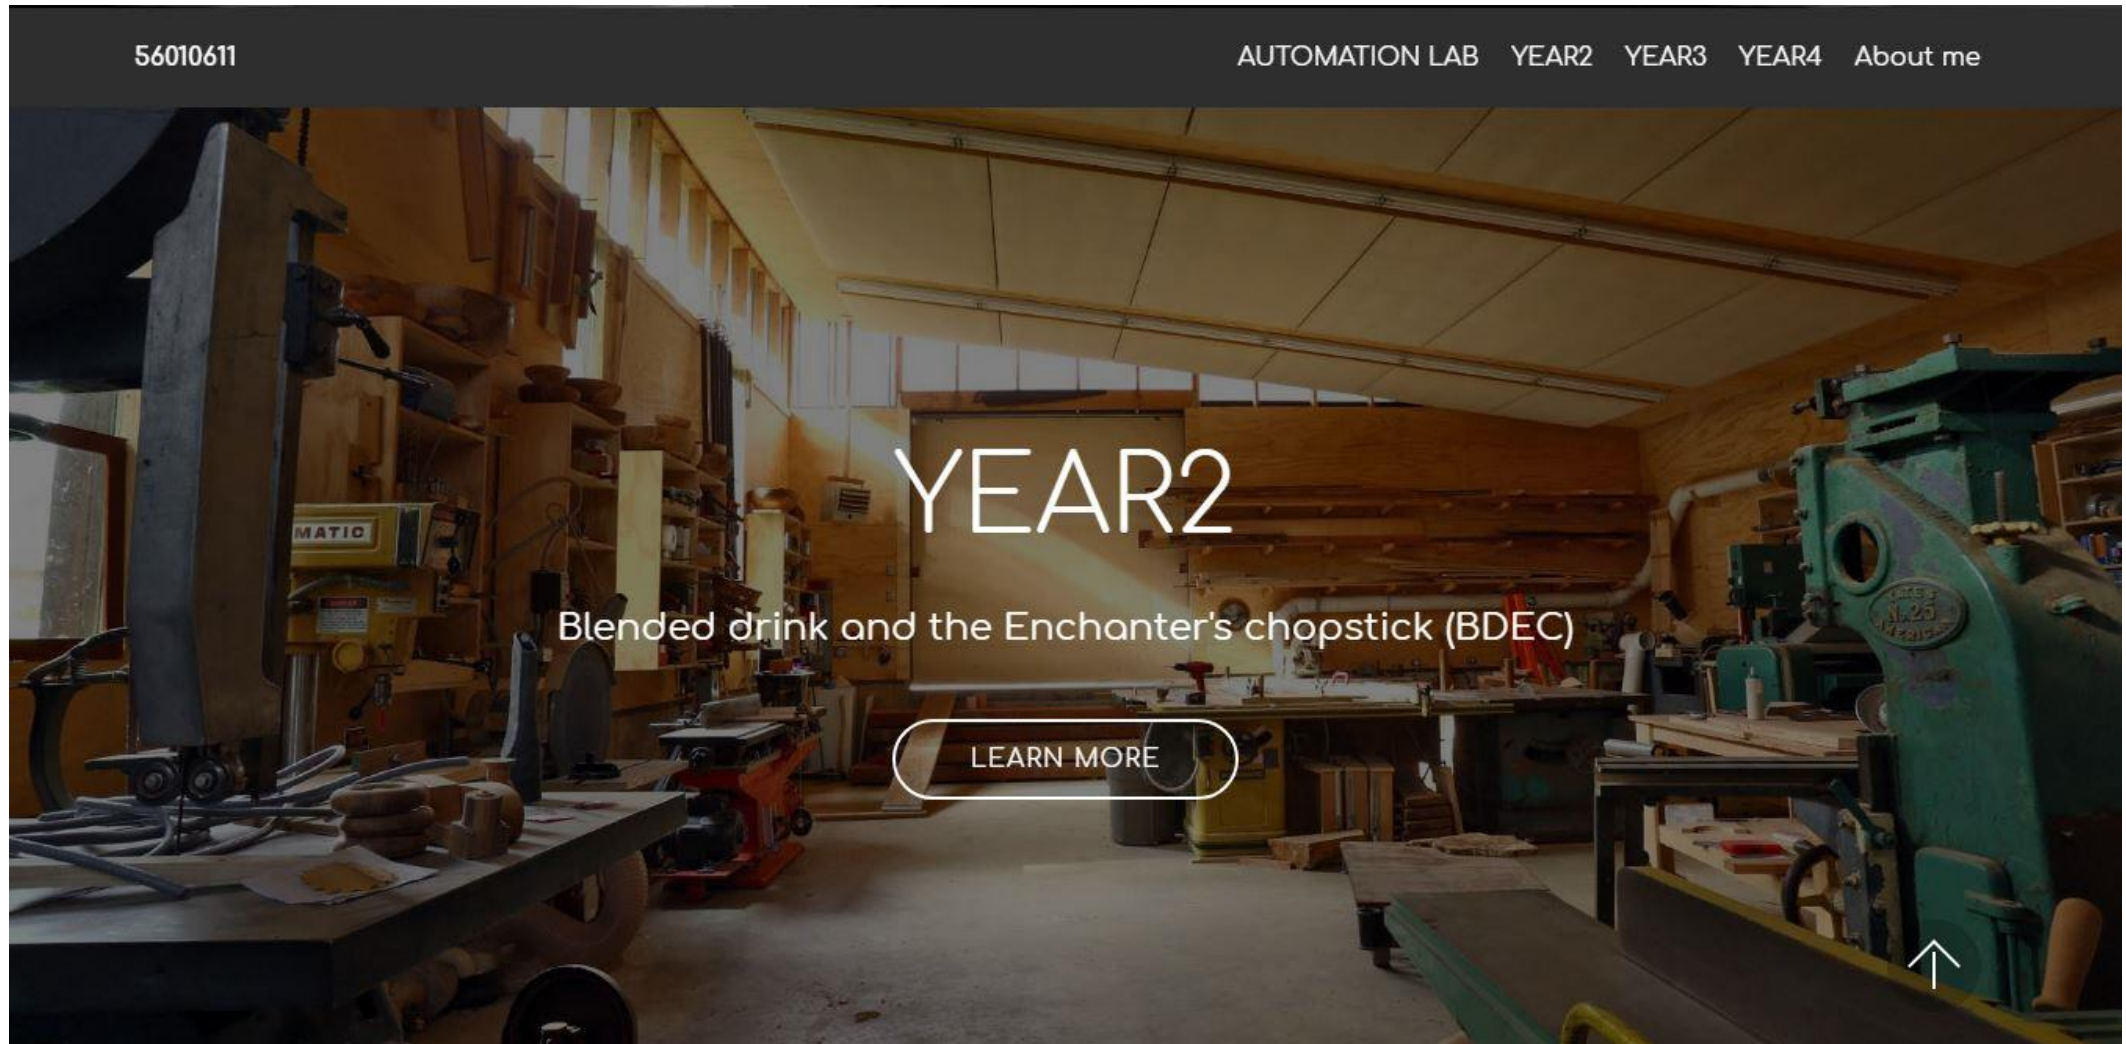 56010611
AUTOMATION LAB YEAR2 YEAR3 YEAR4 About me
YEAR2
MATIC
Blended drink and the Enchanter's chopstick (BDEC)
N.25
LEARN MORE